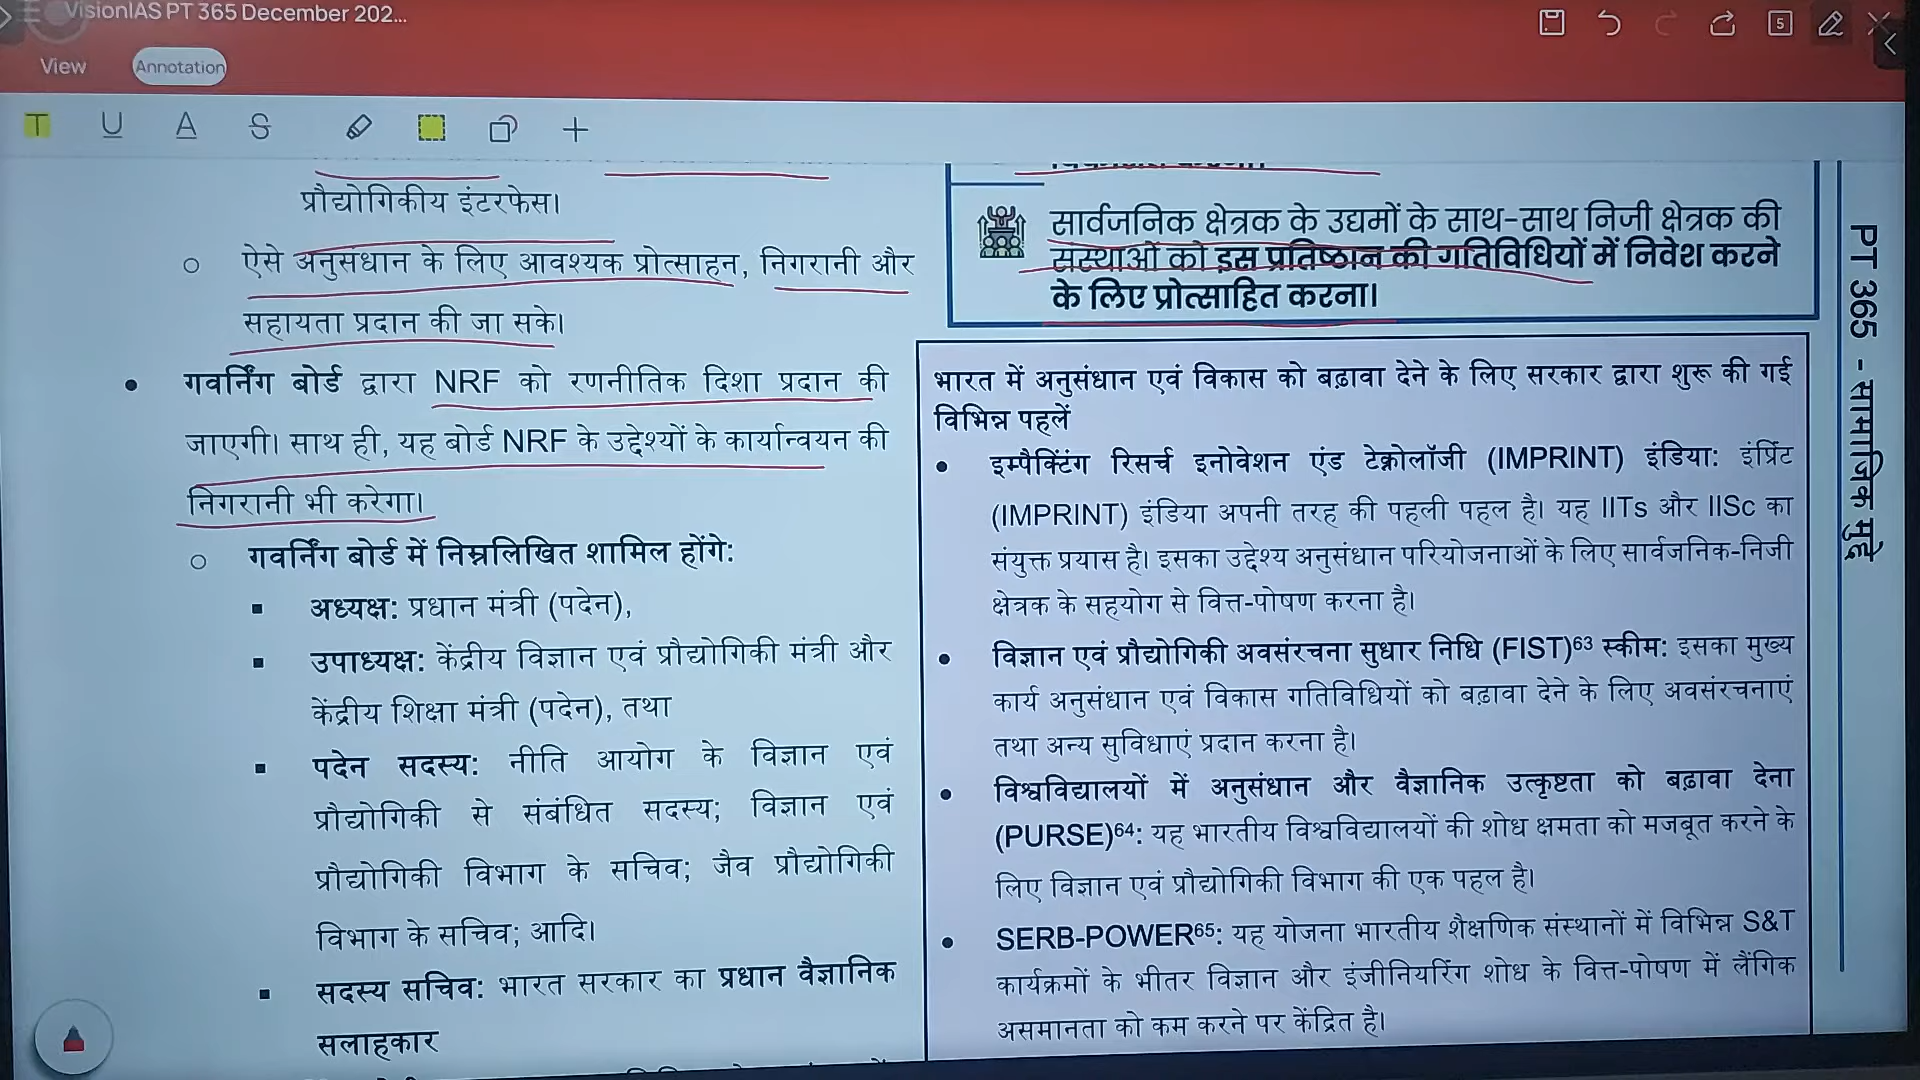 VisionIAS PT 365 December 202...
View
Annotation
5
T U A S
प्रौद्योगिकीय इंटरफेस।
ऐसे अनुसंधान के लिए आवश्यक प्रोत्साहन, निगरानी और
सहायता प्रदान की जा सके।
गवर्निंग बोर्ड द्वारा NRF को रणनीतिक दिशा प्रदान की
जाएगी। साथ ही, यह बोर्ड NRF के उद्देश्यों के कार्यान्वयन की
निगरानी भी करेगा।
गवर्निंग बोर्ड में निम्नलिखित शामिल होंगे:
अध्यक्ष: प्रधान मंत्री (पदेन),
उपाध्यक्ष: केंद्रीय विज्ञान एवं प्रौद्योगिकी मंत्री और
केंद्रीय शिक्षा मंत्री (पदेन), तथा
पदेन सदस्य: नीति आयोग के विज्ञान एवं
प्रौद्योगिकी से संबंधित सदस्य; विज्ञान एवं
प्रौद्योगिकी विभाग के सचिव; जैव प्रौद्योगिकी
विभाग के सचिव; आदि।
सदस्य सचिव: भारत सरकार का प्रधान वैज्ञानिक
सलाहकार
सार्वजनिक क्षेत्रक के उद्यमों के साथ-साथ निजी क्षेत्रक की
संस्थाओं को इस प्रतिष्ठान की गतिविधियों में निवेश करने
के लिए प्रोत्साहित करना।
भारत में अनुसंधान एवं विकास को बढ़ावा देने के लिए सरकार द्वारा शुरू की गई
विभिन्न पहलें
इम्पैक्टिंग रिसर्च इनोवेशन एंड टेक्नोलॉजी (IMPRINT) इंडिया: इंप्रिंट
(IMPRINT) इंडिया अपनी तरह की पहली पहल है। यह IITs और IISc का
संयुक्त प्रयास है। इसका उद्देश्य अनुसंधान परियोजनाओं के लिए सार्वजनिक-निजी
क्षेत्रक के सहयोग से वित्त-पोषण करना है।
विज्ञान एवं प्रौद्योगिकी अवसंरचना सुधार निधि (FIST)63 स्कीम: इसका मुख्य
कार्य अनुसंधान एवं विकास गतिविधियों को बढ़ावा देने के लिए अवसंरचनाएं
तथा अन्य सुविधाएं प्रदान करना है।
विश्वविद्यालयों में अनुसंधान और वैज्ञानिक उत्कृष्टता को बढ़ावा देना
(PURSE)64: यह भारतीय विश्वविद्यालयों की शोध क्षमता को मजबूत करने के
लिए विज्ञान एवं प्रौद्योगिकी विभाग की एक पहल है।
SERB-POWER65: यह योजना भारतीय शैक्षणिक संस्थानों में विभिन्न S&T
कार्यक्रमों के भीतर विज्ञान और इंजीनियरिंग शोध के वित्त-पोषण में लैंगिक
असमानता को कम करने पर केंद्रित है।
PT 365 - सामाजिक मुद्दे